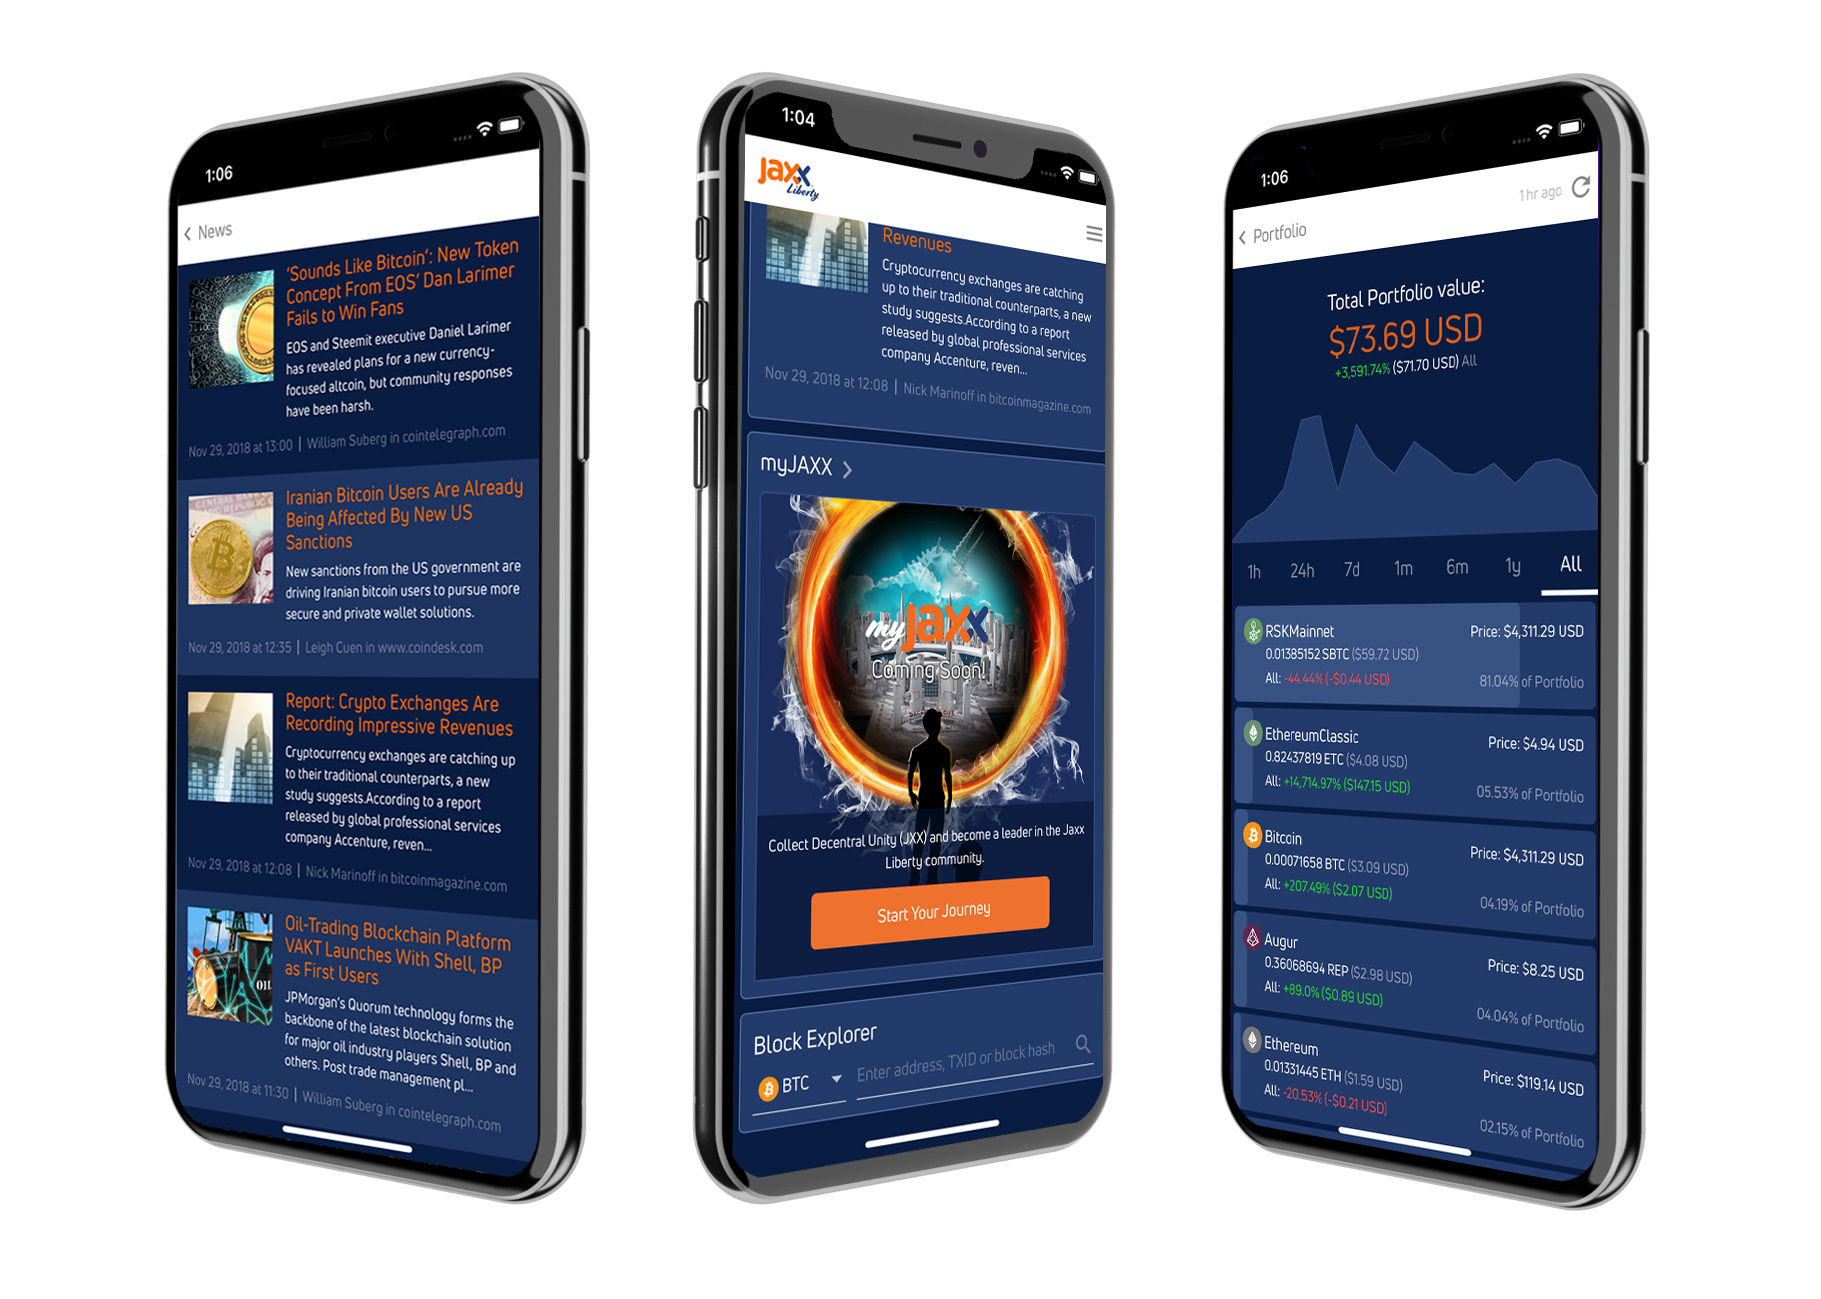 1:06
News
‘Sounds Like Bitcoin’: New Token
Concept From EOS’ Dan Larimer
Fails to Win Fans
EOS and Steemit executive Daniel Larimer
has revealed plans for a new currency-
focused altcoin, but community responses
have been harsh.
Nov 29, 2018 at 13:00 | William Suberg in cointelegraph.com
Iranian Bitcoin Users Are Already
Being Affected By New US
Sanctions
New sanctions from the US government are
driving Iranian bitcoin users to pursue more
secure and private wallet solutions.
Nov 29, 2018 at 12:35 | Leigh Cuen in www.coindesk.com
Report: Crypto Exchanges Are
Recording Impressive Revenues
Cryptocurrency exchanges are catching up
to their traditional counterparts, a new
study suggests.According to a report
released by global professional services
company Accenture, reven...
Nov 29, 2018 at 12:08 | Nick Marinoff in bitcoinmagazine.com
Oil-Trading Blockchain Platform
VAKT Launches With Shell, BP
as First Users
JPMorgan's Quorum technology forms the
backbone of the latest blockchain solution
for major oil industry players Shell, BP and
others. Post trade management pl...
Nov 29, 2018 at 11:30 | William Suberg in cointelegraph.com
1:04
Jaxx
Liberty
Revenues
Cryptocurrency exchanges are catching
up to their traditional counterparts, a new
study suggests.According to a report
released by global professional services
company Accenture, reven...
Nov 29, 2018 at 12:08 | Nick Marinoff in bitcoinmagazine.com
myJAXX
my Jaxx
Coming Soon!
Collect Decentral Unity (JXX) and become a leader in the Jaxx
Liberty community.
Start Your Journey
Block Explorer
BTC
Enter address, TXID or block hash
1:06
1 hr ago
Portfolio
Total Portfolio value:
$73.69 USD
+3,591.74% ($71.70 USD) All
1h 24h 7d 1m 6m 1y All
RSKMainnet Price: $4,311.29 USD
0.01385152 SBTC ($59.72 USD)
All: -44.44% (-$0.44 USD) 81.04% of Portfolio
EthereumClassic Price: $4.94 USD
0.82437819 ETC ($4.08 USD)
All: +14,714.97% ($147.15 USD) 05.53% of Portfolio
Bitcoin Price: $4,311.29 USD
0.00071658 BTC ($3.09 USD)
All: +207.49% ($2.07 USD) 04.19% of Portfolio
Augur Price: $8.25 USD
0.36068694 REP ($2.98 USD)
All: +89.0% ($0.89 USD) 04.04% of Portfolio
Ethereum Price: $119.14 USD
0.01331445 ETH ($1.59 USD)
All: -20.53% (-$0.21 USD) 02.15% of Portfolio